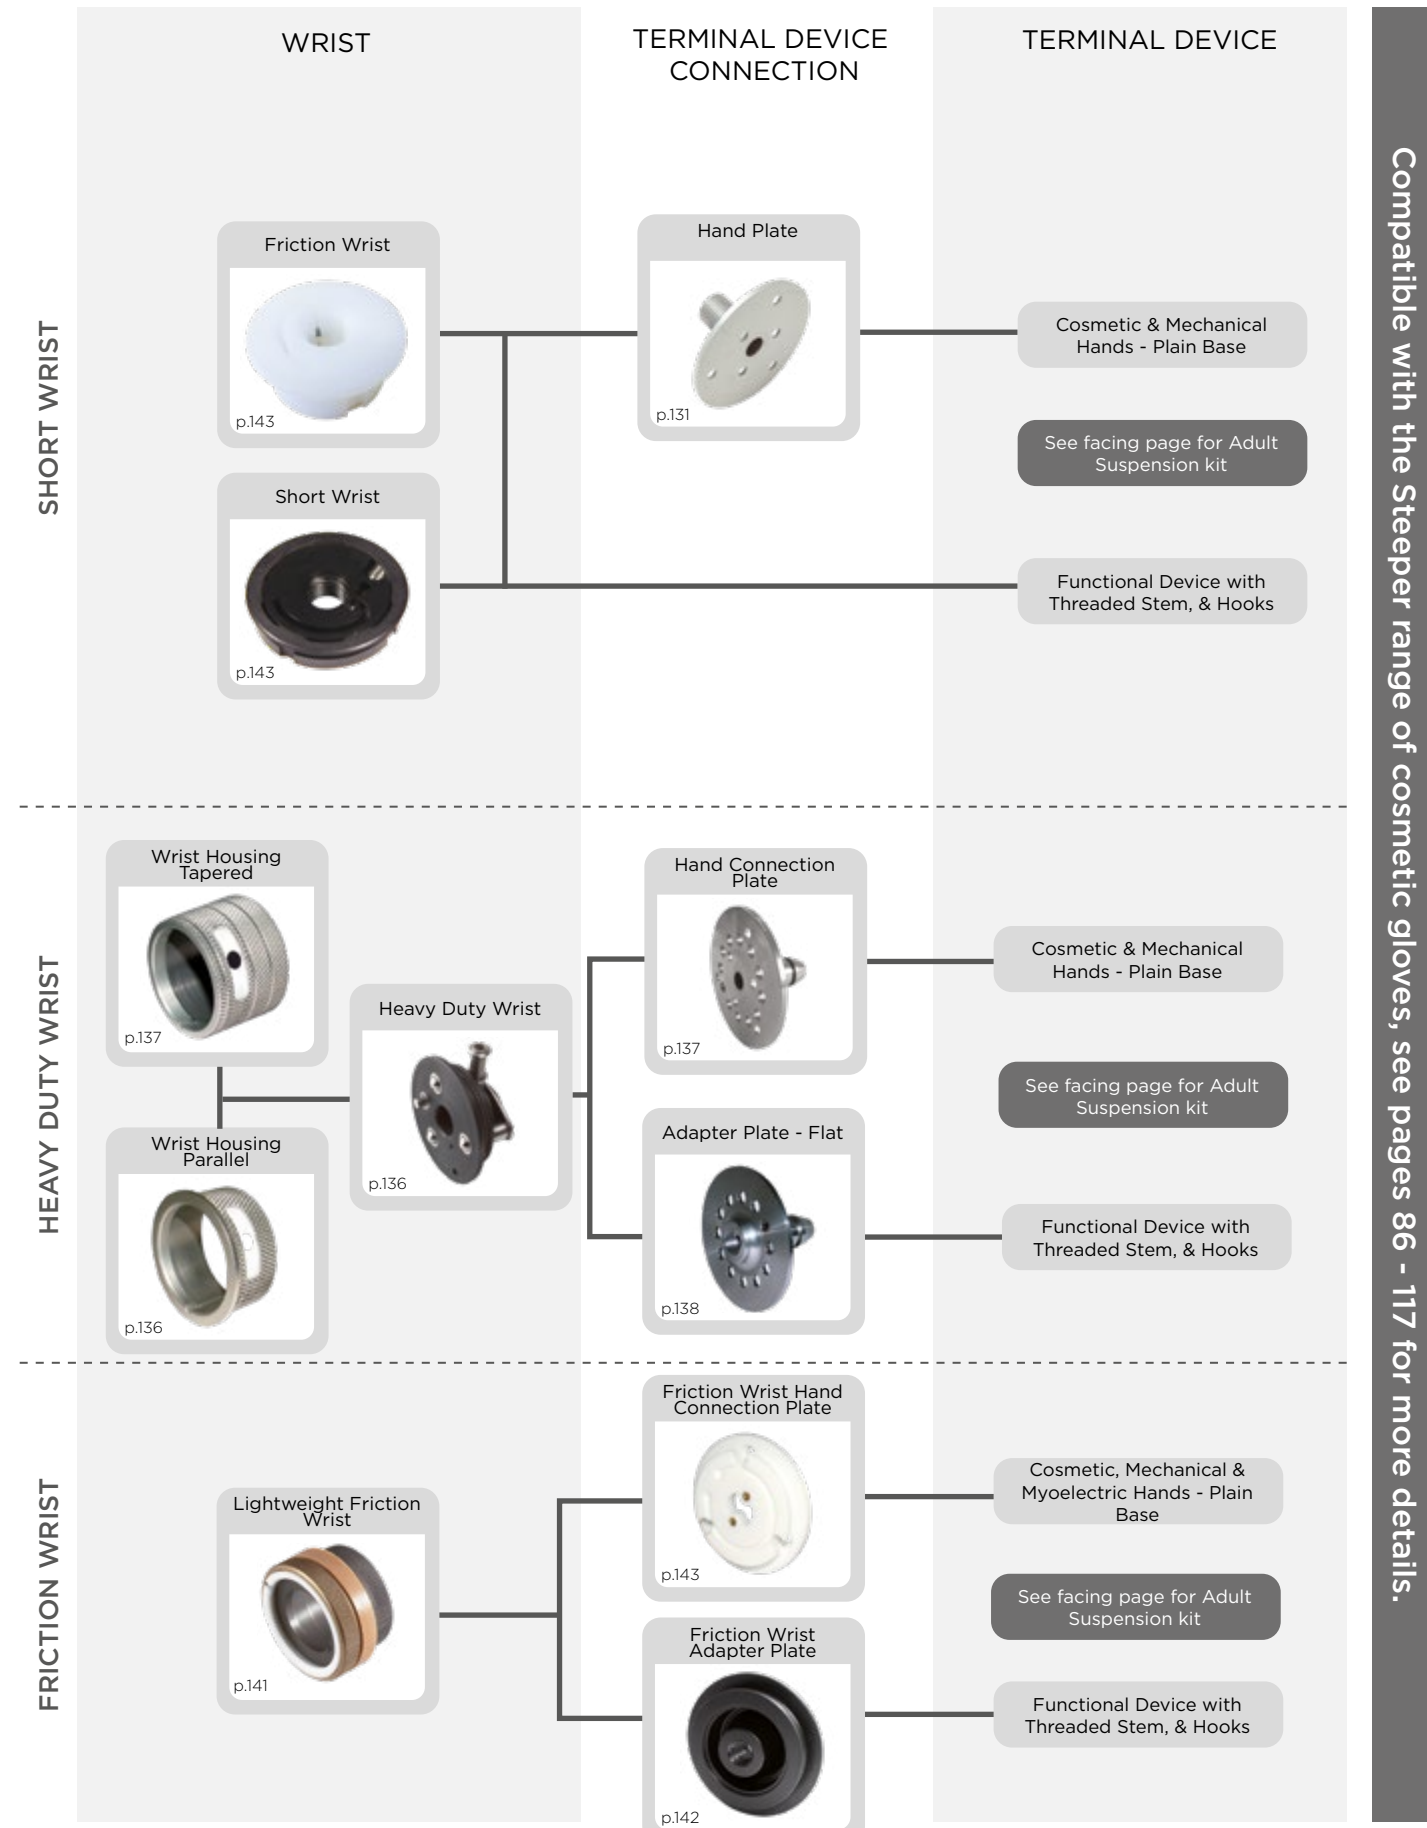 WRIST
TERMINAL DEVICE
CONNECTION
TERMINAL DEVICE
SHORT WRIST
Friction Wrist
p.143
Short Wrist
p.143
Hand Plate
p.131
Cosmetic & Mechanical
Hands - Plain Base
See facing page for Adult
Suspension kit
Functional Device with
Threaded Stem, & Hooks
HEAVY DUTY WRIST
Wrist Housing
Tapered
p.137
Wrist Housing
Parallel
p.136
Heavy Duty Wrist
p.136
Hand Connection
Plate
p.137
Adapter Plate - Flat
p.138
Cosmetic & Mechanical
Hands - Plain Base
See facing page for Adult
Suspension kit
Functional Device with
Threaded Stem, & Hooks
FRICTION WRIST
Lightweight Friction
Wrist
p.141
Friction Wrist Hand
Connection Plate
p.143
Friction Wrist
Adapter Plate
p.142
Cosmetic, Mechanical &
Myoelectric Hands - Plain
Base
See facing page for Adult
Suspension kit
Functional Device with
Threaded Stem, & Hooks
Compatible with the Steeper range of cosmetic gloves, see pages 86 - 117 for more details.